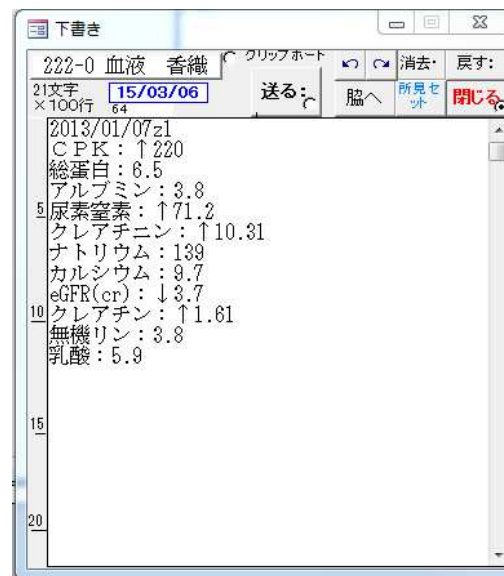 下書き
222-0 血液 香織
クリップボード
消去・
戻す:
21文字
×100行
15/03/06
64
送る:
脇へ
所見セット
閉じる
2013/01/07z1
ＣＰＫ：↑220
総蛋白：6.5
アルブミン：3.8
5 尿素窒素：↑71.2
クレアチニン：↑10.31
ナトリウム：139
カルシウム：9.7
eGFR(cr)：↓3.7
10 クレアチン：↑1.61
無機リン：3.8
乳酸：5.9
15
20